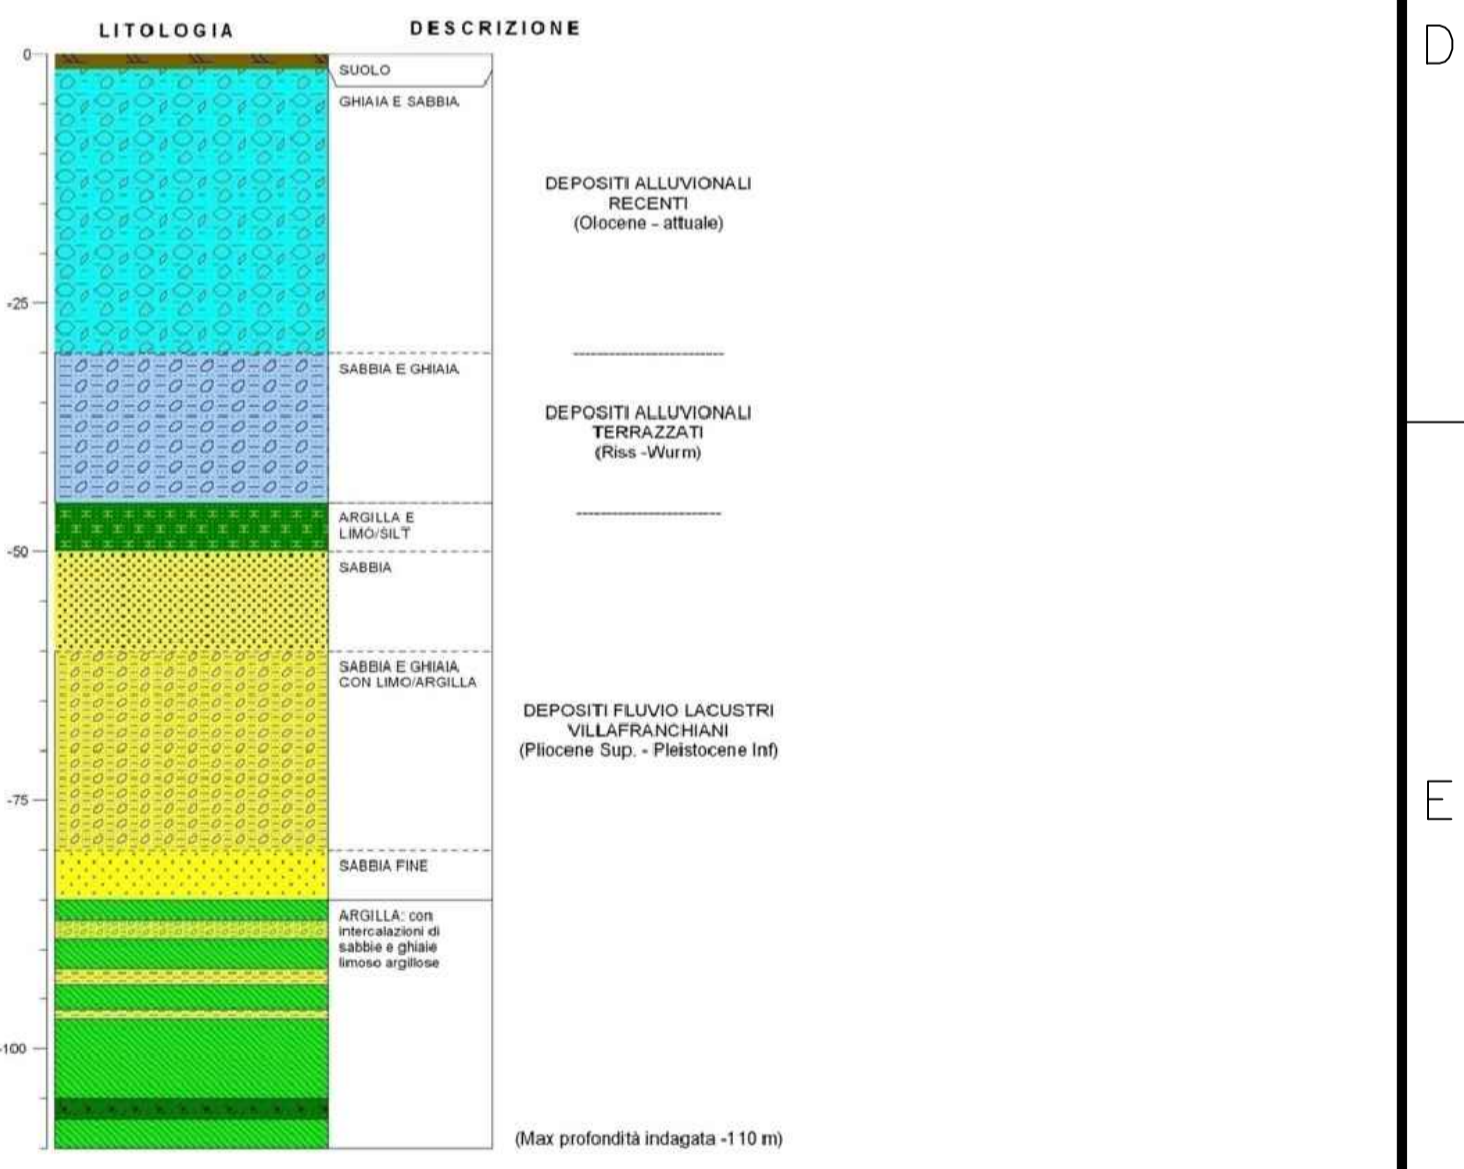 LITOLOGIA
DESCRIZIONE
0
SUOLO
GHIAIA E SABBIA
DEPOSITI ALLUVIONALI
RECENTI
(Olocene - attuale)
-25
SABBIA E GHIAIA
DEPOSITI ALLUVIONALI
TERRAZZATI
(Riss -Wurm)
ARGILLA E
LIMO/SILT
-50
SABBIA
SABBIA E GHIAIA
CON LIMO/ARGILLA
DEPOSITI FLUVIO LACUSTRI
VILLAFRANCHIANI
(Pliocene Sup. - Pleistocene Inf)
-75
SABBIA FINE
ARGILLA: con
intercalazioni di
sabbie e ghiaie
limoso argillose
-100
(Max profondità indagata -110 m)
D
E